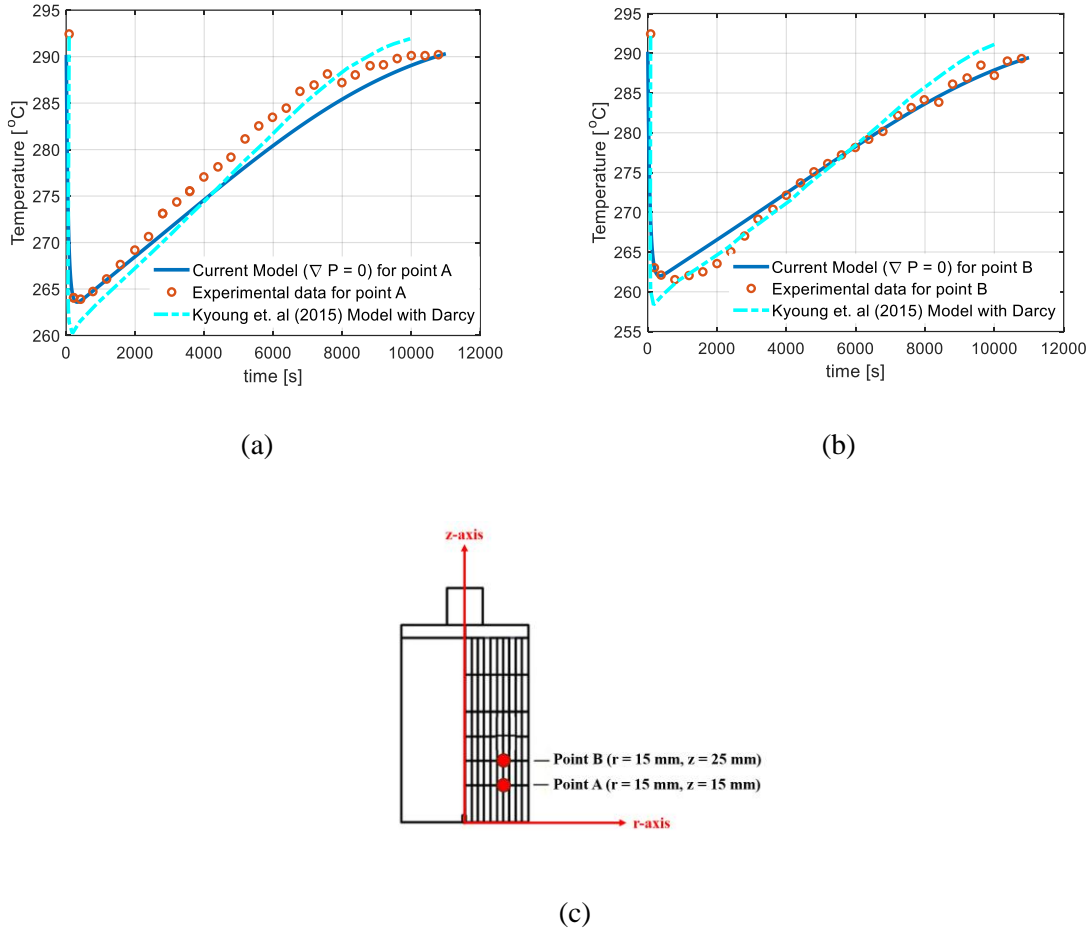 295
290
285
280
275
270
265
260
Temperature [ °C]
0
2000
4000
6000
8000
10000
12000
time [s]
Current Model (∇ P = 0) for point A
Experimental data for point A
Kyoung et. al (2015) Model with Darcy
(a)
295
290
285
280
275
270
265
260
255
Temperature [ °C]
0
2000
4000
6000
8000
10000
12000
time [s]
Current Model (∇ P = 0) for point B
Experimental data for point B
Kyoung et. al (2015) Model with Darcy
(b)
z-axis
Point B (r = 15 mm, z = 25 mm)
Point A (r = 15 mm, z = 15 mm)
r-axis
(c)